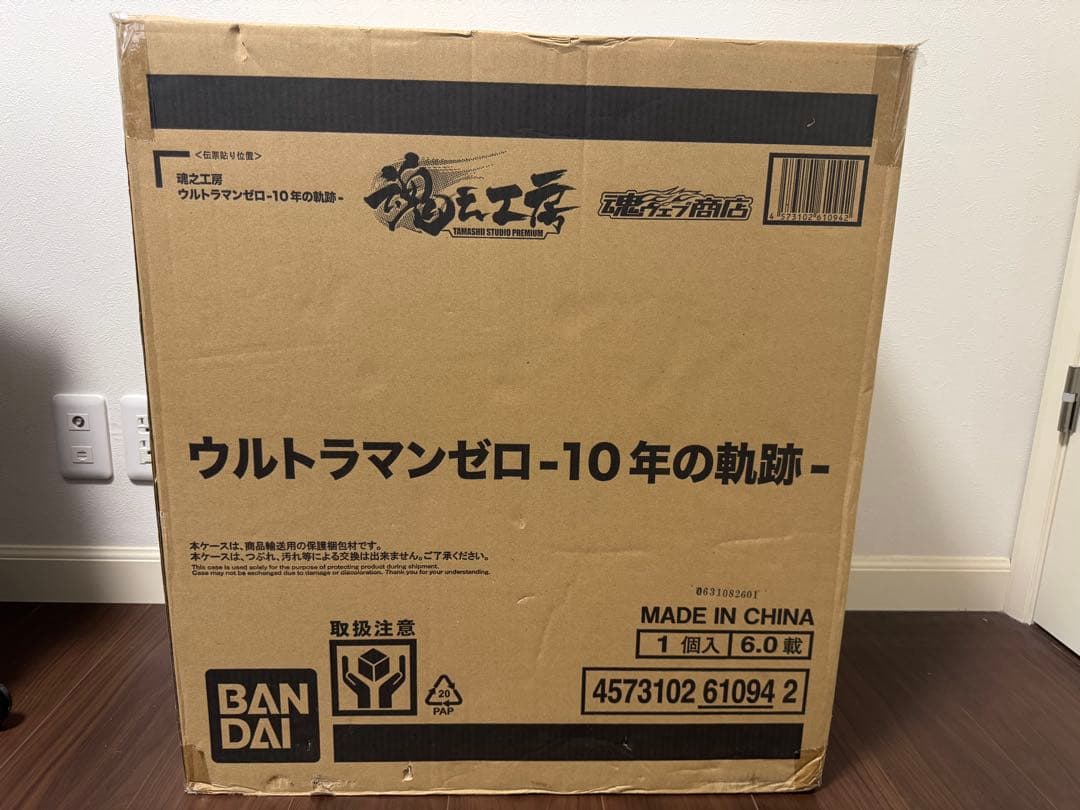 <伝票貼り位置>
魂之工房
ウルトラマンゼロ-10年の軌跡-
魂之工房
TAMASHII STUDIO PREMIUM
魂ウェブ商店
4 573102 610942
ウルトラマンゼロ-10年の軌跡-
本ケースは、商品輸送用の保護梱包材です。
本ケースは、つぶれ、汚れ等による交換は出来ません。ご了承ください。
This case is used solely for the purpose of protecting product during shipment.
Case may not be exchanged due to damage or discoloration. Thank you for your understanding.
0631082601
MADE IN CHINA
1個入 6.0載
取扱注意
BAN
DAI
20
PAP
4573102 61094 2